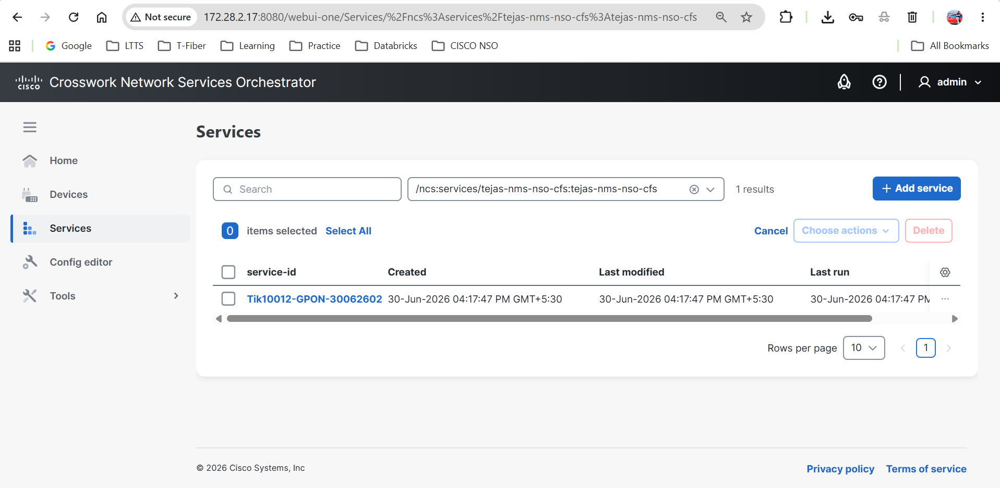 Not secure 172.28.2.17:8080/webui-one/Services/%2Fncs%3Aservices%2Ftejas-nms-nso-cfs%3Atejas-nms-nso-cfs
Google LTTS T-Fiber Learning Practice Databricks CISCO NSO All Bookmarks
cisco Crosswork Network Services Orchestrator admin
Services
Home
Devices
Services
Config editor
Tools
Search /ncs:services/tejas-nms-nso-cfs:tejas-nms-nso-cfs 1 results + Add service
0 items selected Select All Cancel Choose actions Delete
service-id Created Last modified Last run
Tik10012-GPON-30062602 30-Jun-2026 04:17:47 PM GMT+5:30 30-Jun-2026 04:17:47 PM GMT+5:30 30-Jun-2026 04:17:47 PM ...
Rows per page 10 1
© 2026 Cisco Systems, Inc Privacy policy Terms of service